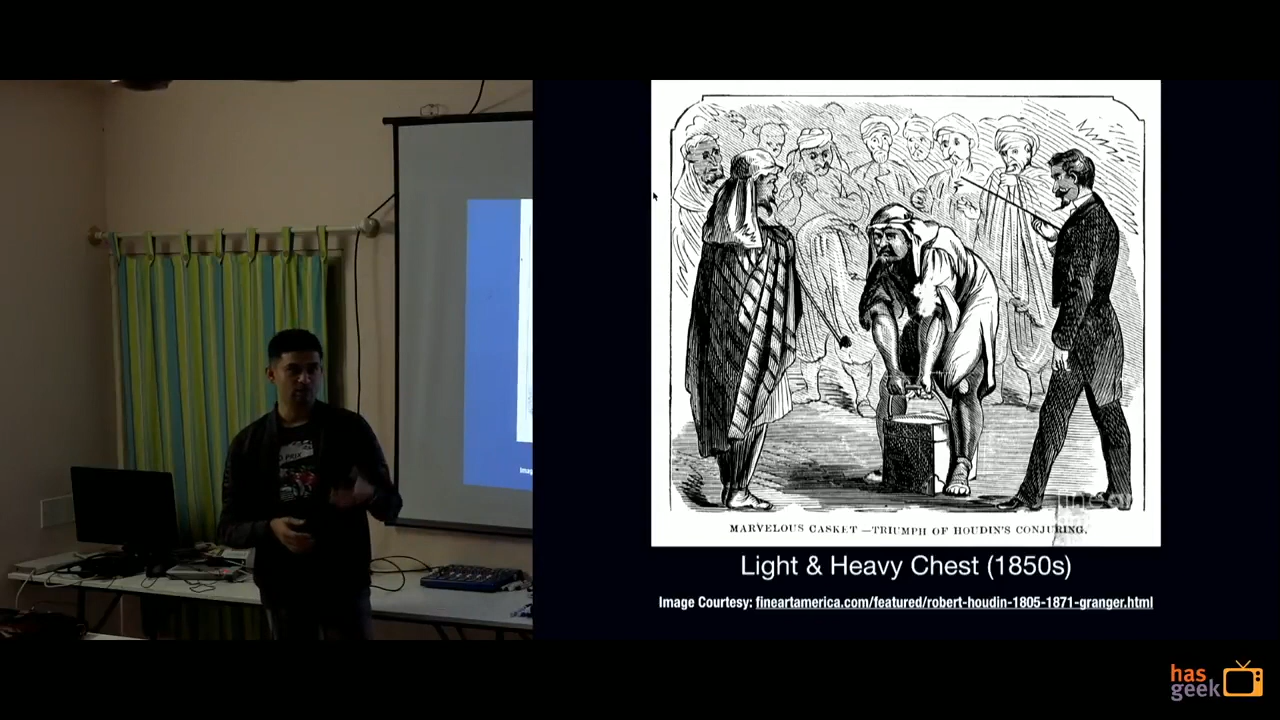 MARVELOUS CASKET —TRIUMPH OF HOUDIN'S CONJURING.
Light & Heavy Chest (1850s)
Image Courtesy: fineartamerica.com/featured/robert-houdin-1805-1871-granger.html
has
geek